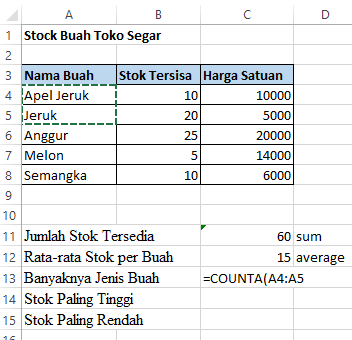 A B C D
1 Stock Buah Toko Segar
2
3 Nama Buah Stok Tersisa Harga Satuan
4 Apel Jeruk 10 10000
5 Jeruk 20 5000
6 Anggur 25 20000
7 Melon 5 14000
8 Semangka 10 6000
9
10
11 Jumlah Stok Tersedia 60 sum
12 Rata-rata Stok per Buah 15 average
13 Banyaknya Jenis Buah =COUNTA(A4:A5
14 Stok Paling Tinggi
15 Stok Paling Rendah